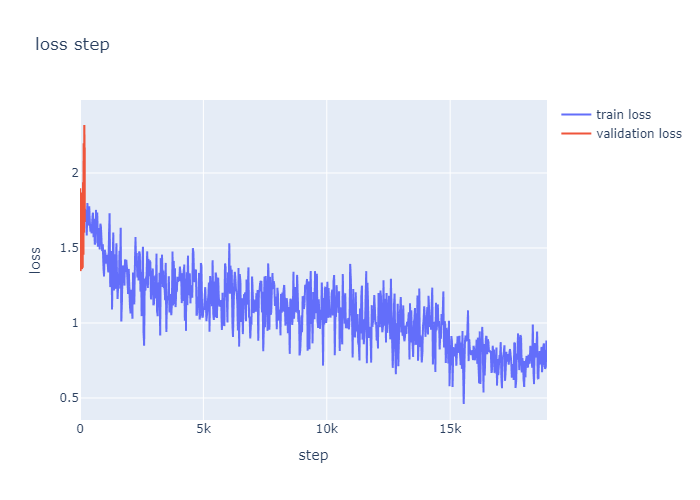 loss step
train loss
validation loss
2
1.5
1
0.5
loss
0
5k
10k
15k
step